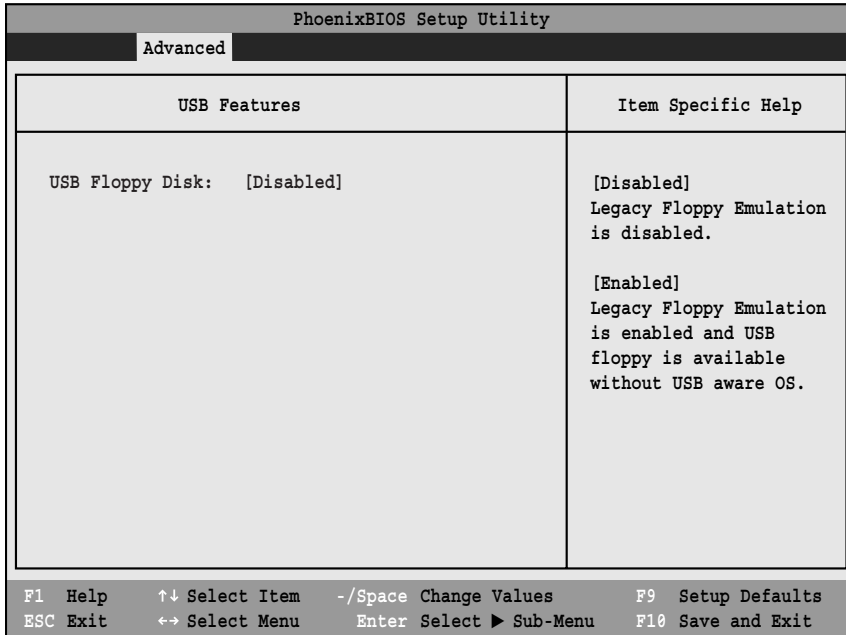 PhoenixBIOS Setup Utility
Advanced
USB Features
USB Floppy Disk: [Disabled]
Item Specific Help
[Disabled]
Legacy Floppy Emulation
is disabled.
[Enabled]
Legacy Floppy Emulation
is enabled and USB
floppy is available
without USB aware OS.
F1 Help ↑↓ Select Item -/Space Change Values F9 Setup Defaults
ESC Exit ←→ Select Menu Enter Select ▶ Sub-Menu F10 Save and Exit